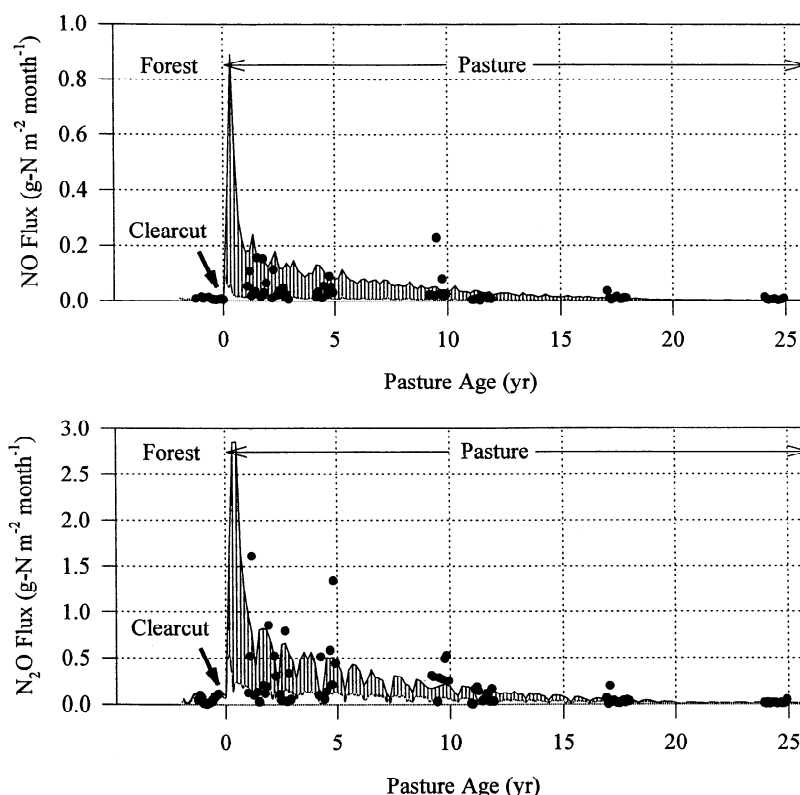 1.0
Forest
Pasture
0.8
0.6
0.4
Clearcut
0.2
0.0
NO Flux (g-N m⁻² month⁻¹)
0 5 10 15 20 25
Pasture Age (yr)
3.0
Forest
Pasture
2.5
2.0
1.5
1.0
Clearcut
0.5
0.0
N₂O Flux (g-N m⁻² month⁻¹)
0 5 10 15 20 25
Pasture Age (yr)